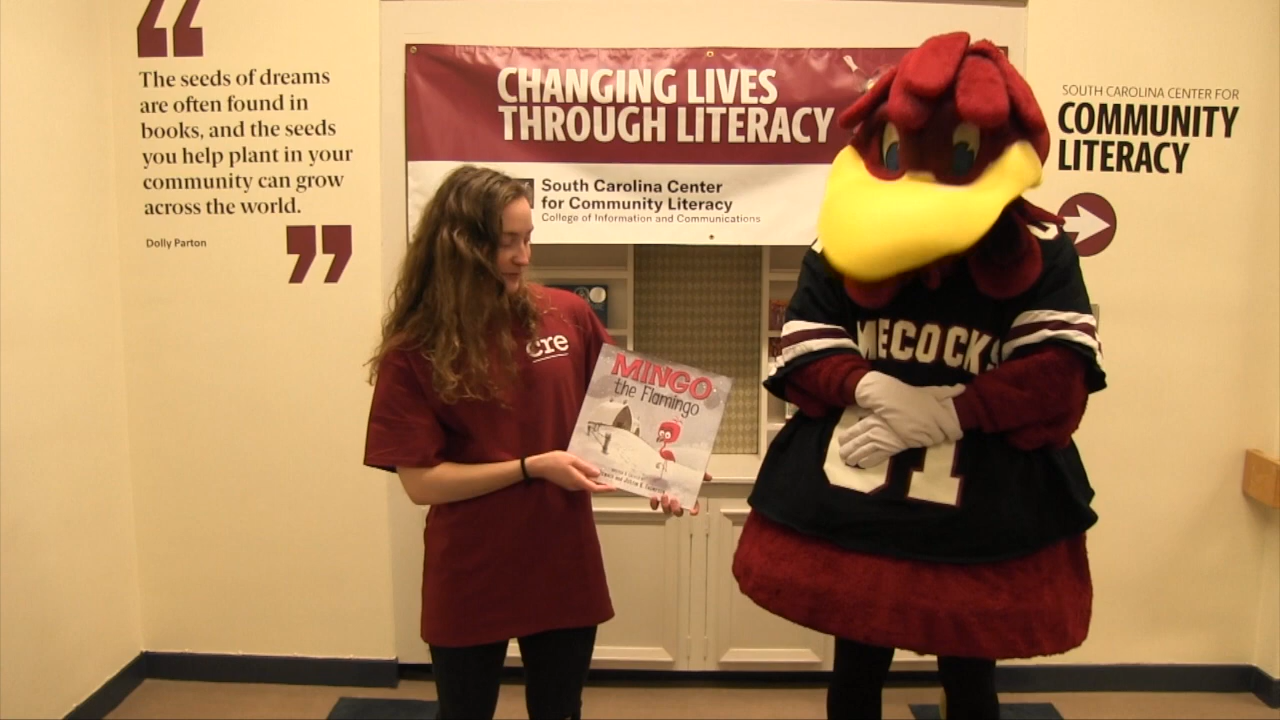 “
The seeds of dreams
are often found in
books, and the seeds
you help plant in your
community can grow
across the world.
”
Dolly Parton
CHANGING LIVES
THROUGH LITERACY
South Carolina Center
for Community Literacy
College of Information and Communications
SOUTH CAROLINA CENTER FOR
COMMUNITY
LITERACY
cre
MINGO
the Flamingo
MECOCKS
01